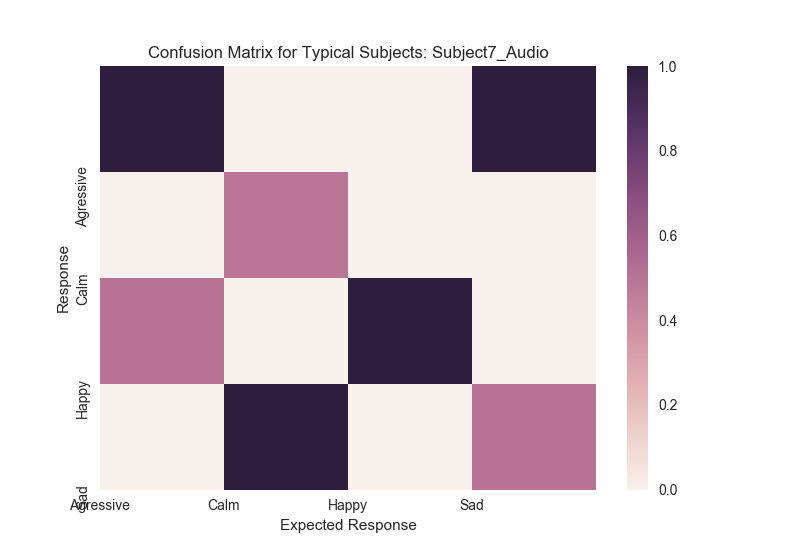 Confusion Matrix for Typical Subjects: Subject7_Audio
1.0
0.8
0.6
0.4
0.2
0.0
Response
Agressive
Calm
Happy
Sad
Agressive Calm Happy Sad
Expected Response